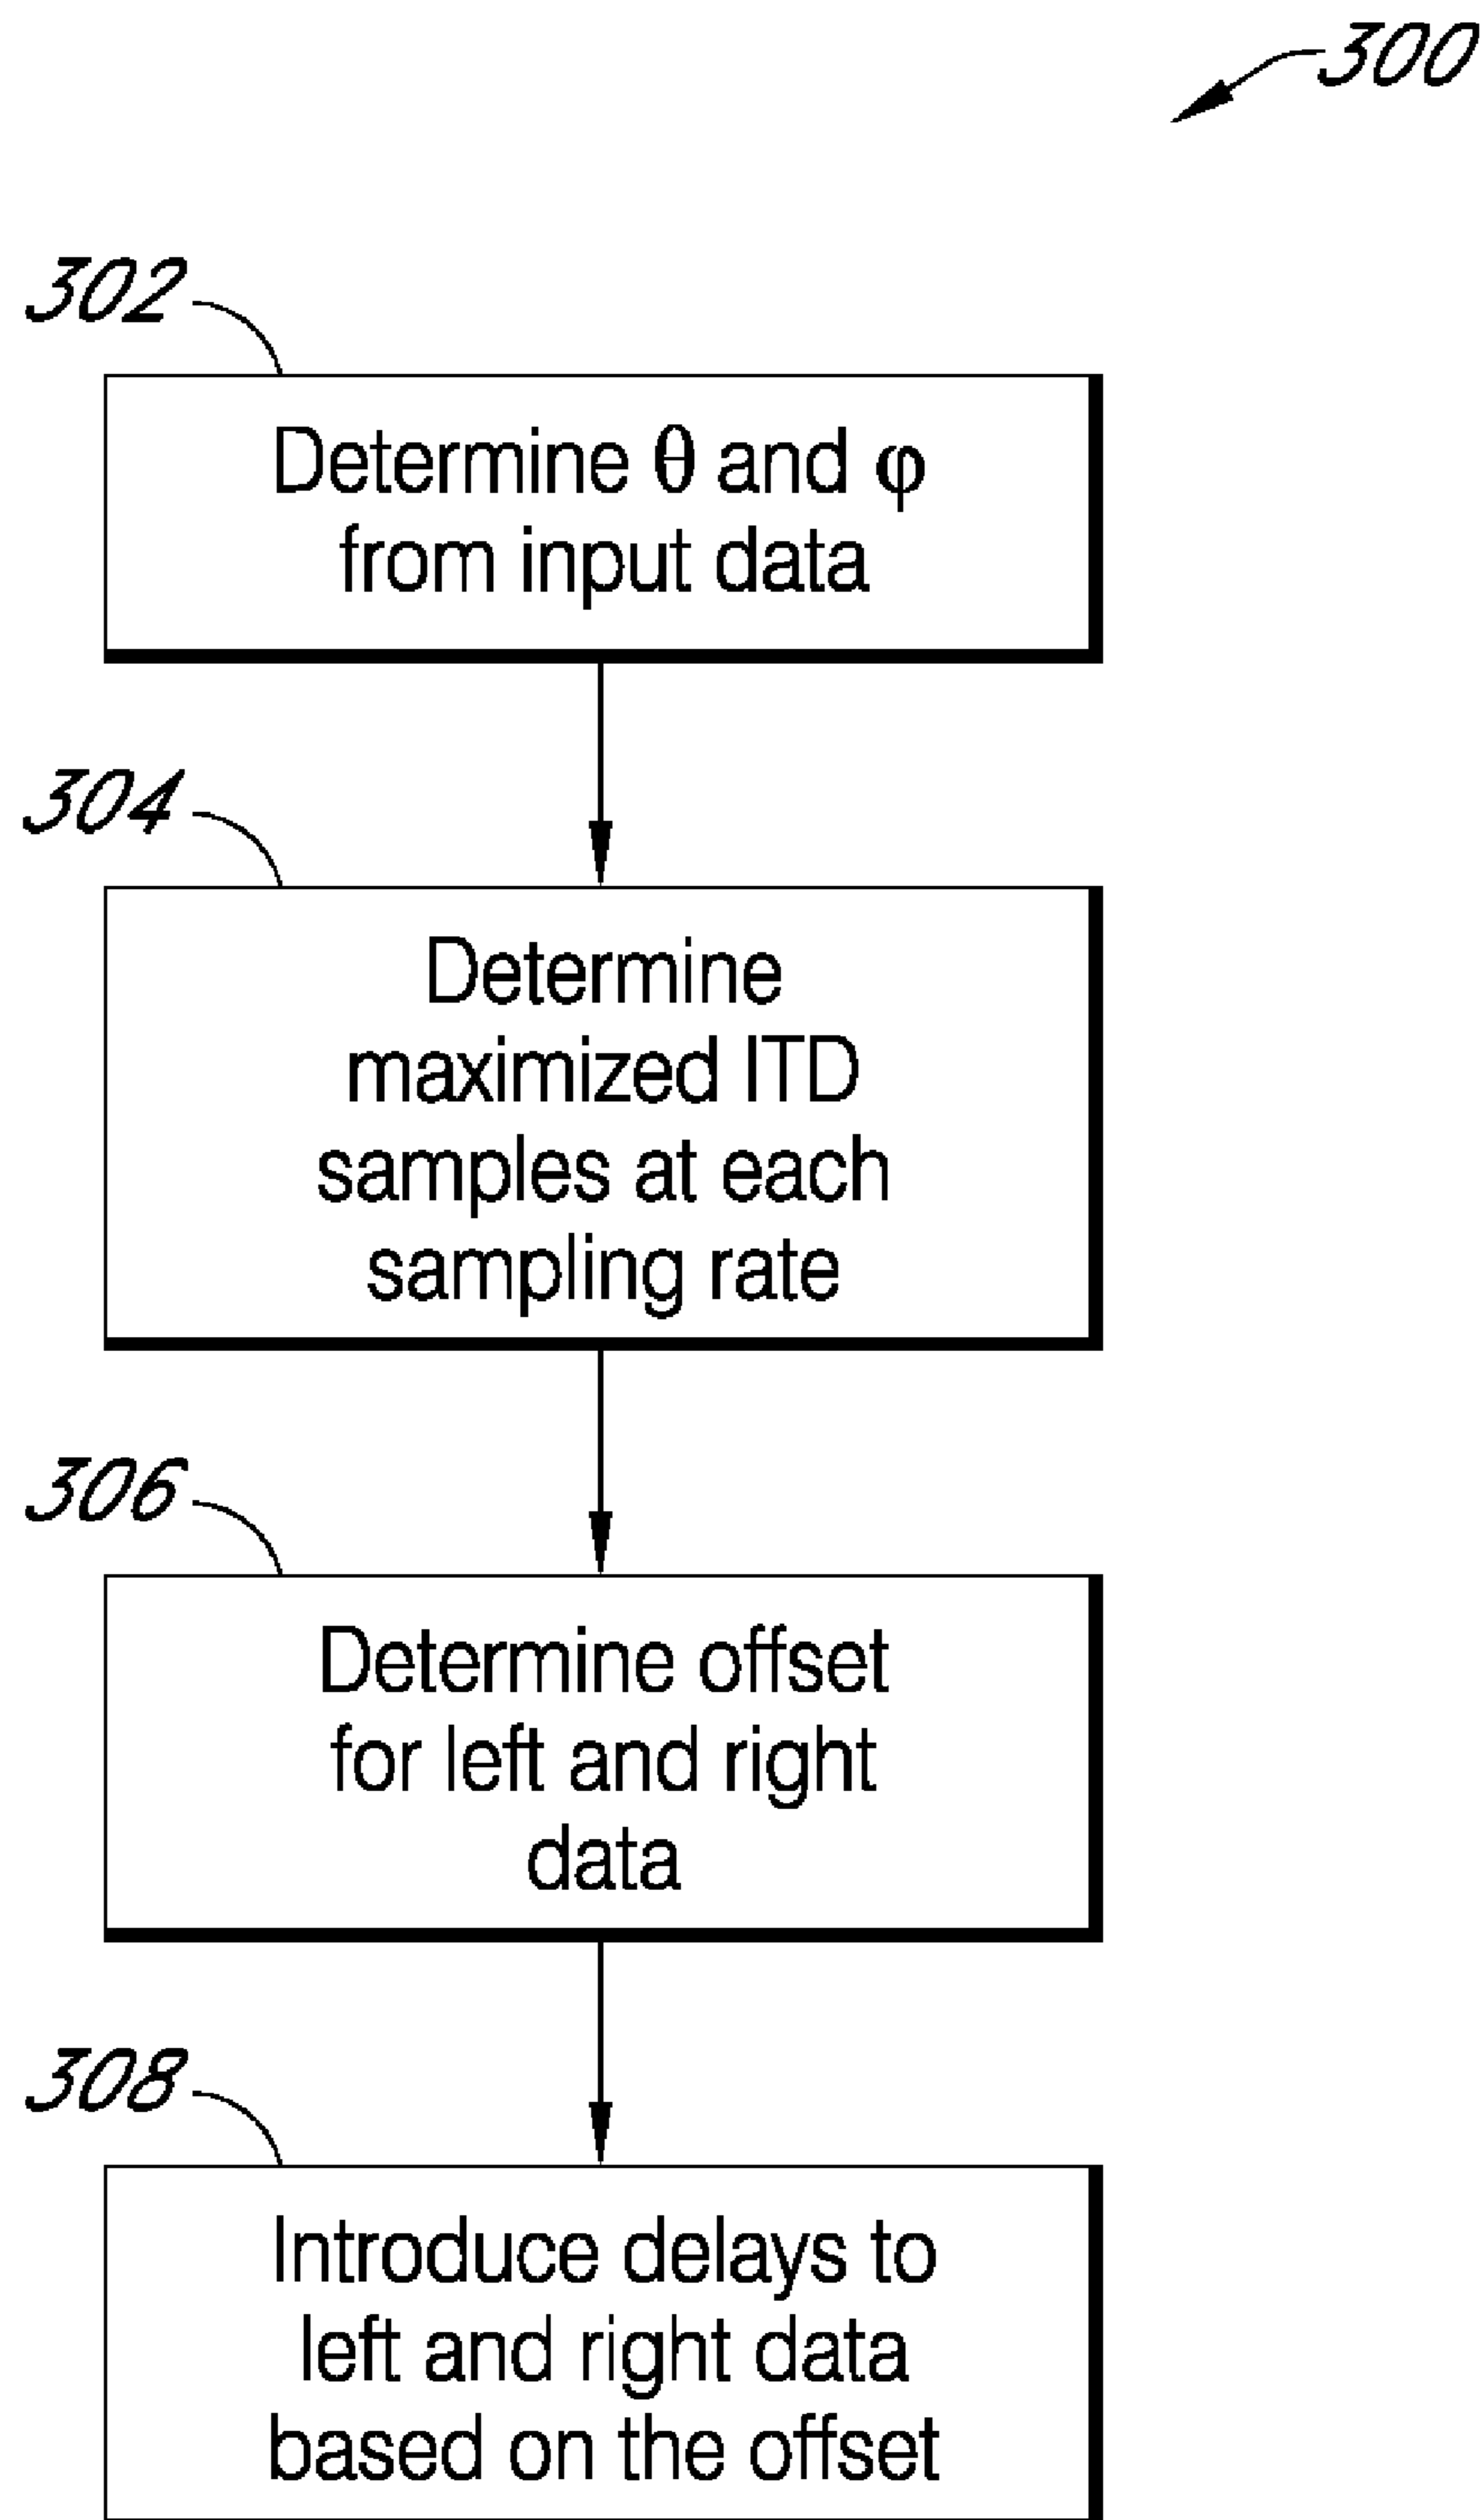 300
302
Determine θ and φ
from input data
304
Determine
maximized ITD
samples at each
sampling rate
306
Determine offset
for left and right
data
308
Introduce delays to
left and right data
based on the offset